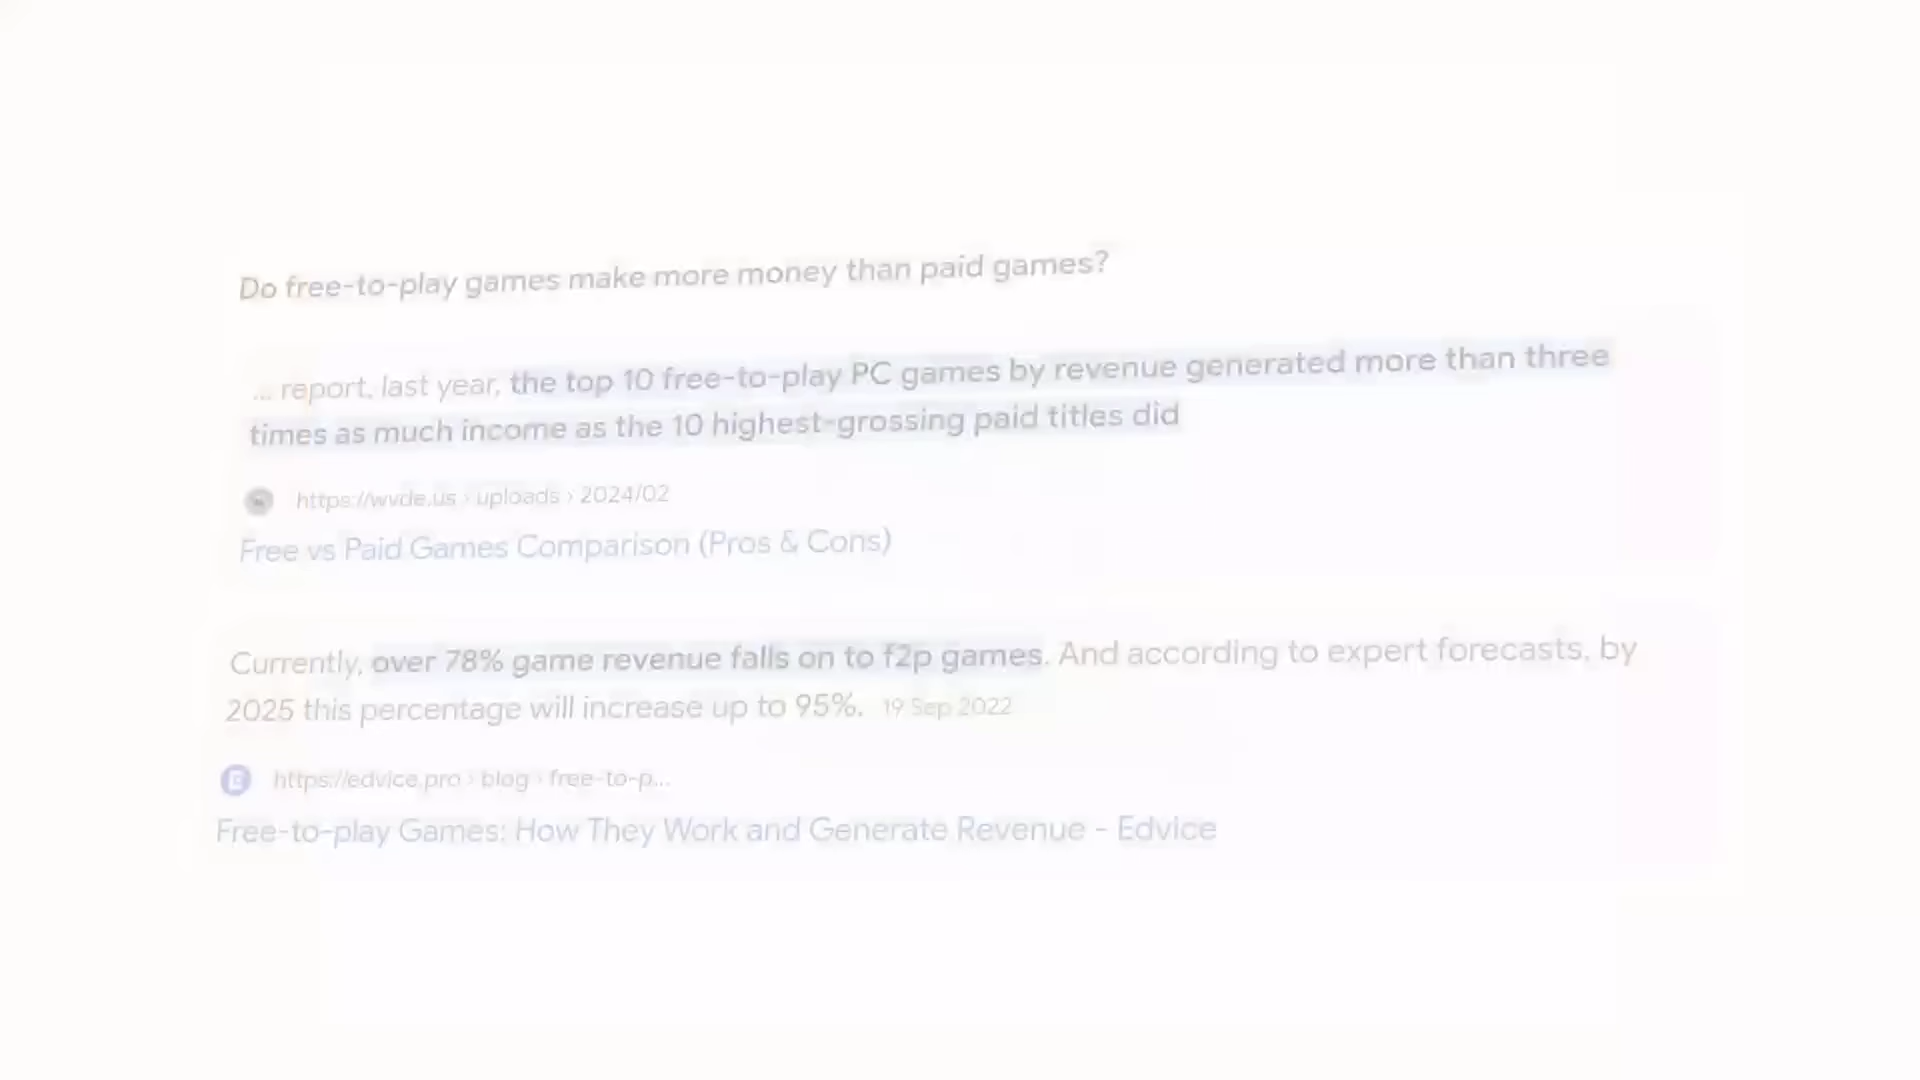 Do free-to-play games make more money than paid games?
... report, last year, the top 10 free-to-play PC games by revenue generated more than three
times as much income as the 10 highest-grossing paid titles did
https://wvde.us › uploads › 2024/02
Free vs Paid Games Comparison (Pros & Cons)
Currently, over 78% game revenue falls on to f2p games. And according to expert forecasts, by
2025 this percentage will increase up to 95%. 19 Sep 2022
https://edvice.pro › blog › free-to-p...
Free-to-play Games: How They Work and Generate Revenue - Edvice